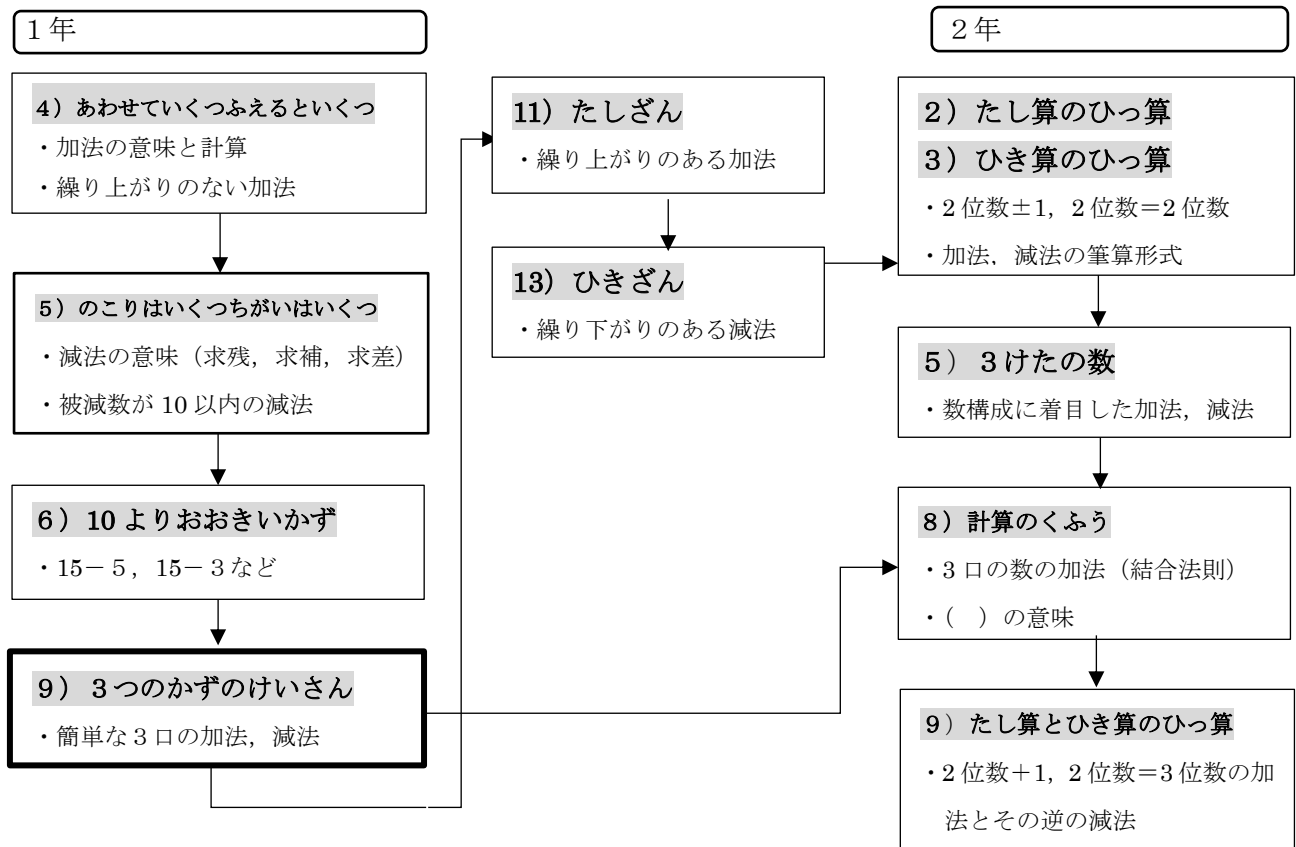 １年
４）あわせていくつふえるといくつ
・加法の意味と計算
・繰り上がりのない加法
５）のこりはいくつちがいはいくつ
・減法の意味（求残，求補，求差）
・被減数が 10 以内の減法
６）10 よりおおきいかず
・15－５，15－３など
９）３つのかずのけいさん
・簡単な３口の加法，減法
11）たしざん
・繰り上がりのある加法
13）ひきざん
・繰り下がりのある減法
２年
２）たし算のひっ算
３）ひき算のひっ算
・2 位数±1，2 位数＝2 位数
・加法，減法の筆算形式
５）３けたの数
・数構成に着目した加法，減法
８）計算のくふう
・3 口の数の加法（結合法則）
・（　）の意味
９）たし算とひき算のひっ算
・2 位数＋1，2 位数＝3 位数の加
法とその逆の減法